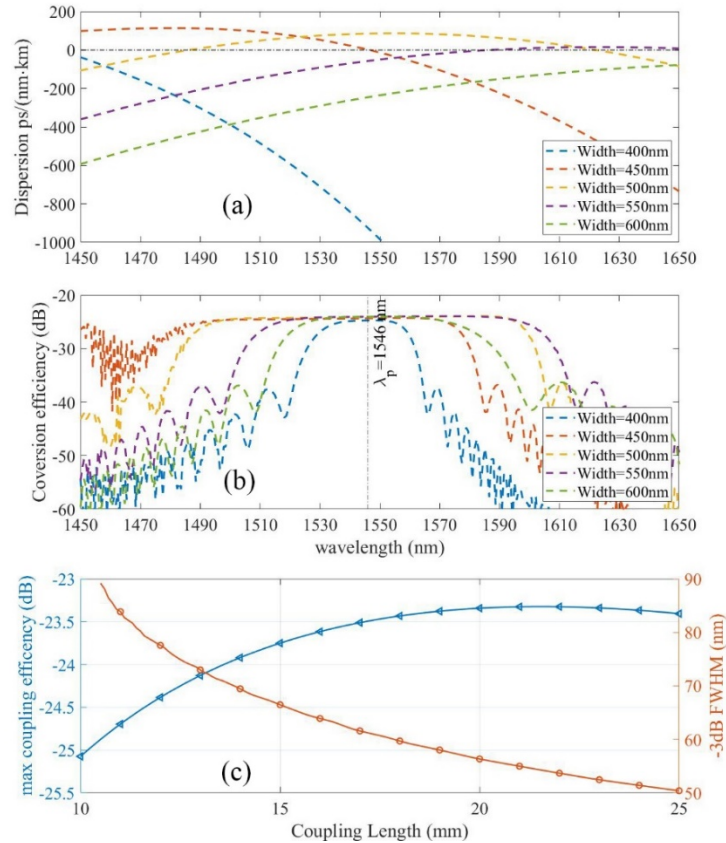 200
0
-200
-400
-600
-800
-1000
Dispersion ps/(nm·km)
(a)
Width=400nm
Width=450nm
Width=500nm
Width=550nm
Width=600nm
1450 1470 1490 1510 1530 1550 1570 1590 1610 1630 1650
-20
-30
-40
-50
-60
Coversion efficiency (dB)
λp=1546 nm
(b)
Width=400nm
Width=450nm
Width=500nm
Width=550nm
Width=600nm
1450 1470 1490 1510 1530 1550 1570 1590 1610 1630 1650
wavelength (nm)
-23
-23.5
-24
-24.5
-25
-25.5
max coupling efficency (dB)
(c)
90
80
70
60
50
-3dB FWHM (nm)
10 15 20 25
Coupling Length (mm)